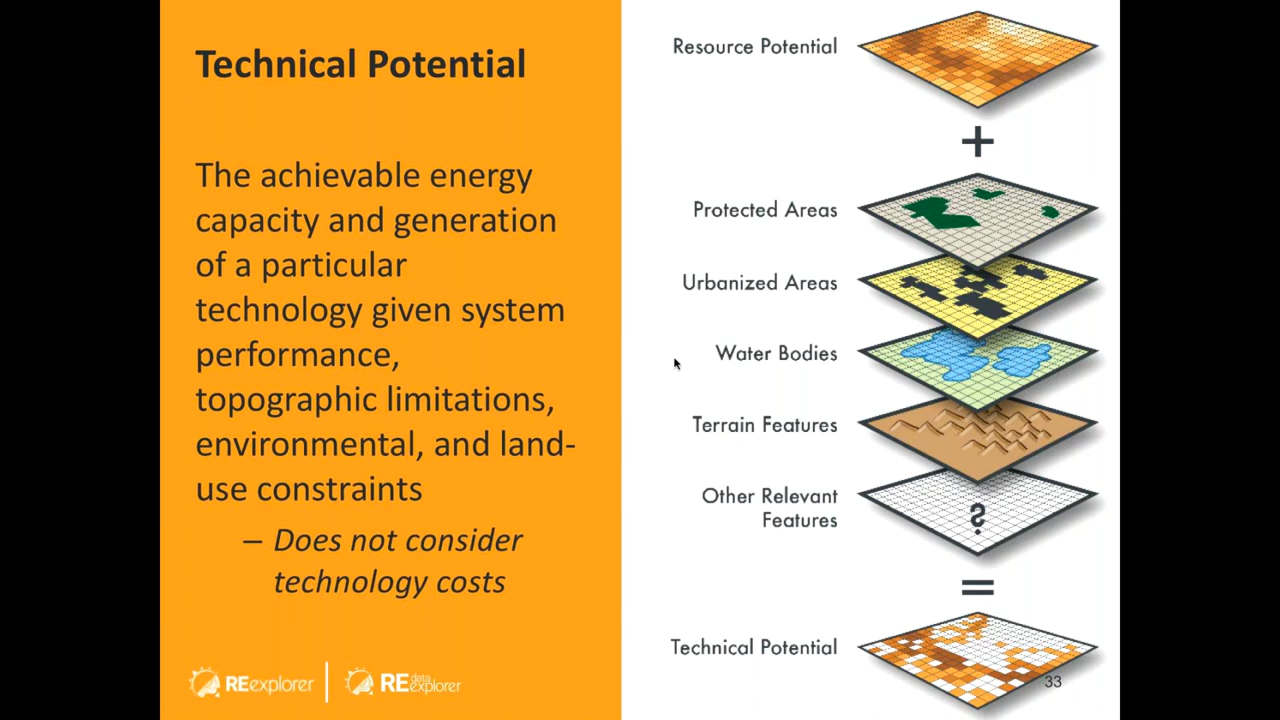 Technical Potential
The achievable energy
capacity and generation
of a particular
technology given system
performance,
topographic limitations,
environmental, and land-
use constraints
– Does not consider
technology costs
REexplorer
RE data explorer
Resource Potential
+
Protected Areas
Urbanized Areas
Water Bodies
Terrain Features
Other Relevant
Features
?
=
Technical Potential
33